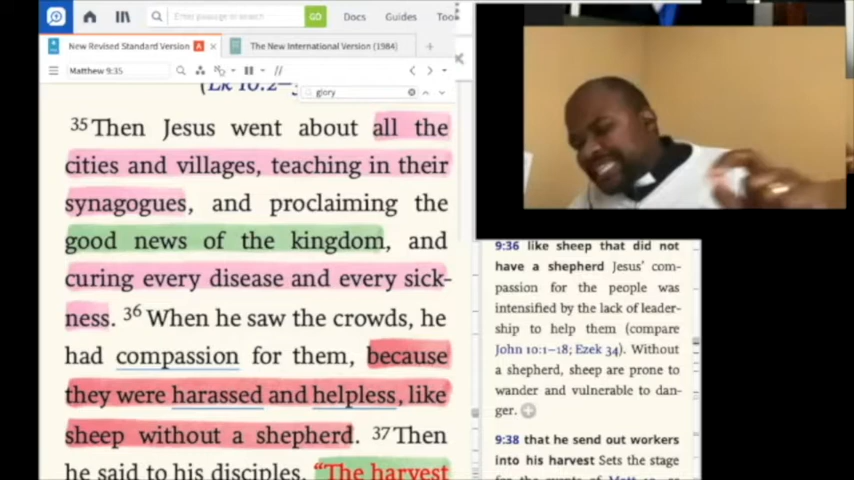 Enter passage
GO
Docs
Guides
New Revised Standard Version A ×
The New International Version (1984)
+
Matthew 9:35
glory
35 Then Jesus went about all the
cities and villages, teaching in their
synagogues, and proclaiming the
good news of the kingdom, and
curing every disease and every sick-
ness. 36 When he saw the crowds, he
had compassion for them, because
they were harassed and helpless, like
sheep without a shepherd. 37 Then
he said to his disciples, “The harvest
9:36 like sheep that did not
have a shepherd Jesus’ com-
passion for the people was
intensified by the lack of leader-
ship to help them (compare
John 10:1–18; Ezek 34). Without
a shepherd, sheep are prone to
wander and vulnerable to dan-
ger.
9:38 that he send out workers
into his harvest Sets the stage